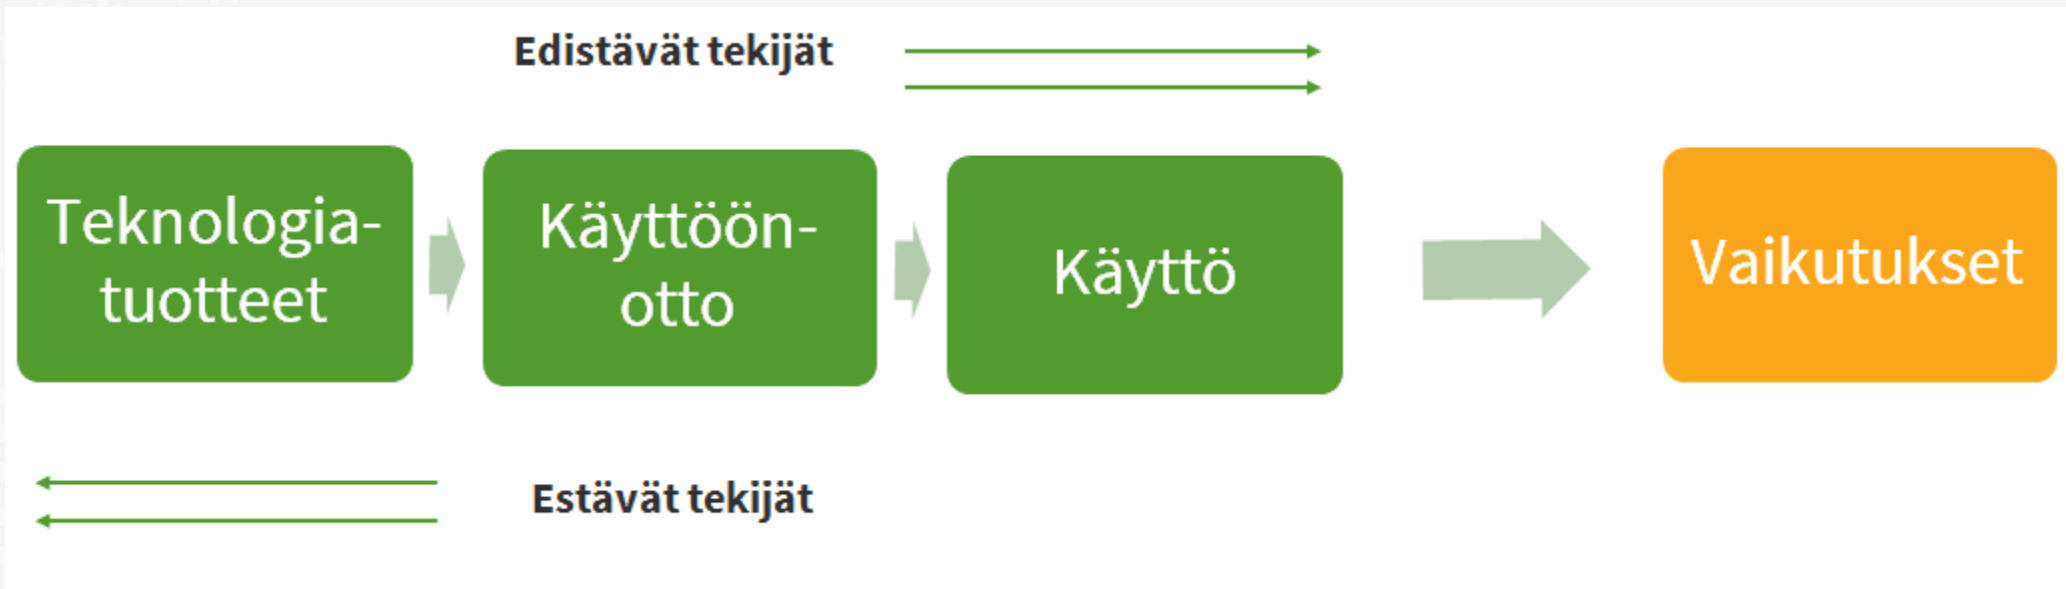 Edistävät tekijät
Teknologia-
tuotteet
Käyttöön-
otto
Käyttö
Vaikutukset
Estävät tekijät